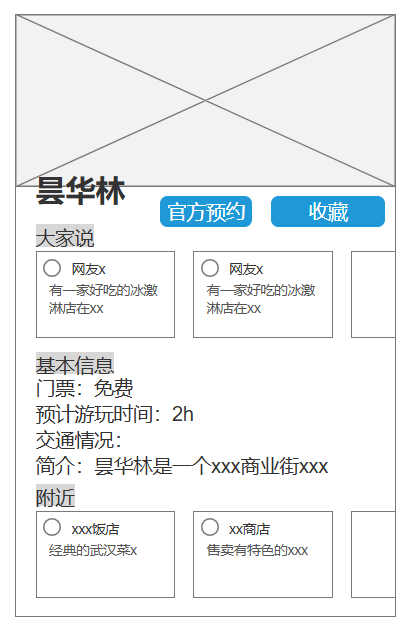 昙华林
官方预约
收藏
大家说
网友x
有一家好吃的冰激
淋店在xx
网友x
有一家好吃的冰激
淋店在xx
基本信息
门票：免费
预计游玩时间：2h
交通情况：
简介：昙华林是一个xxx商业街xxx
附近
xxx饭店
经典的武汉菜x
xx商店
售卖有特色的xxx